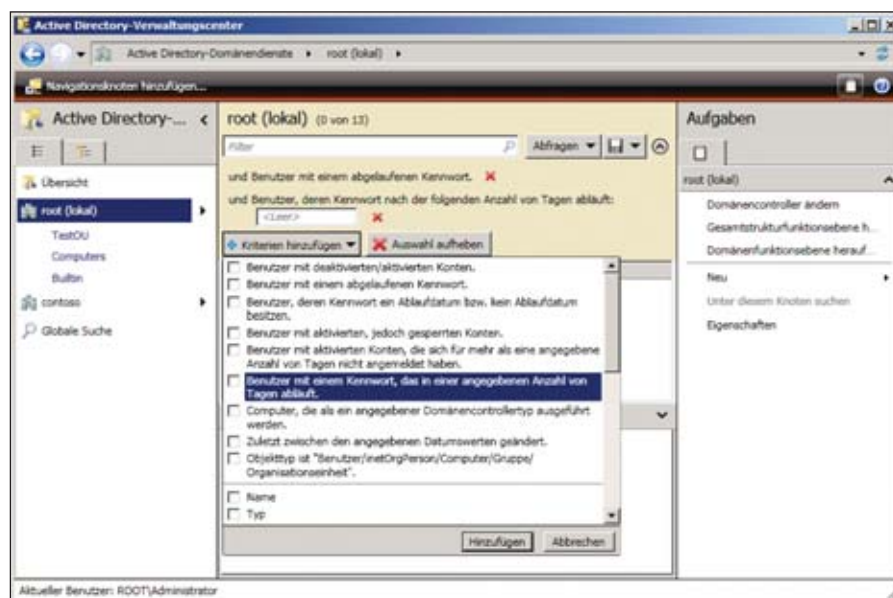 Active Directory-Verwaltungscenter
Active Directory-Domänendienste
root (lokal)
Navigationsknoten hinzufügen...
Active Directory-...
Übersicht
root (lokal)
TestOU
Computers
Builtin
contoso
Globale Suche
root (lokal) (0 von 13)
Filter
Abfragen
und Benutzer mit einem abgelaufenen Kennwort.
und Benutzer, deren Kennwort nach der folgenden Anzahl von Tagen abläuft:
<Leer>
Kriterien hinzufügen
Auswahl aufheben
Benutzer mit deaktivierten/aktivierten Konten.
Benutzer mit einem abgelaufenen Kennwort.
Benutzer, deren Kennwort ein Ablaufdatum bzw. kein Ablaufdatum
besitzen.
Benutzer mit aktivierten, jedoch gesperrten Konten.
Benutzer mit aktivierten Konten, die sich für mehr als eine angegebene
Anzahl von Tagen nicht angemeldet haben.
Benutzer mit einem Kennwort, das in einer angegebenen Anzahl von
Tagen abläuft.
Computer, die als ein angegebener Domänencontrollertyp ausgeführt
werden.
Zuletzt zwischen den angegebenen Datumswerten geändert.
Objekttyp ist "Benutzer/inetOrgPerson/Computer/Gruppe/
Organisationseinheit".
Name
Typ
Hinzufügen
Abbrechen
Aufgaben
root (lokal)
Domänencontroller ändern
Gesamtstrukturfunktionsebene h...
Domänenfunktionsebene herauf...
Neu
Unter diesem Knoten suchen
Eigenschaften
Aktueller Benutzer: ROOT\Administrator